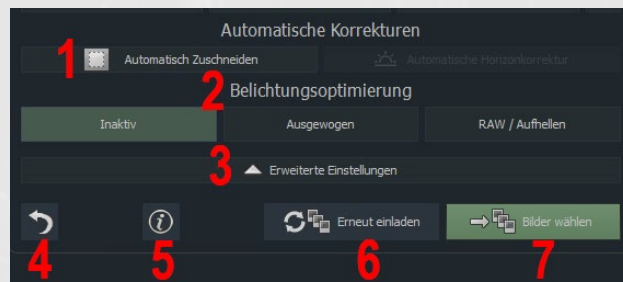 Automatische Korrekturen
1 Automatisch Zuschneiden Automatische Horizonkorrektur
2
Belichtungsoptimierung
Inaktiv Ausgewogen RAW / Aufhellen
3 Erweiterte Einstellungen
Erneut einladen Bilder wählen
4 5 6 7